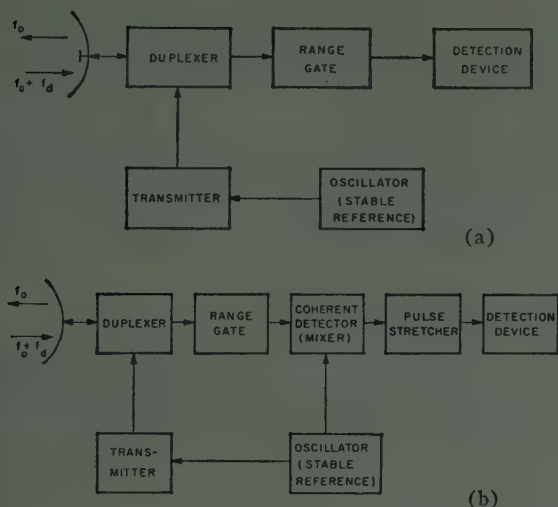 f₀
f₀ + f_d
DUPLEXER
RANGE
GATE
DETECTION
DEVICE
TRANSMITTER
OSCILLATOR
(STABLE
REFERENCE)
(a)
f₀
f₀ + f_d
DUPLEXER
RANGE
GATE
COHERENT
DETECTOR
(MIXER)
PULSE
STRETCHER
DETECTION
DEVICE
TRANS-
MITTER
OSCILLATOR
(STABLE
REFERENCE)
(b)